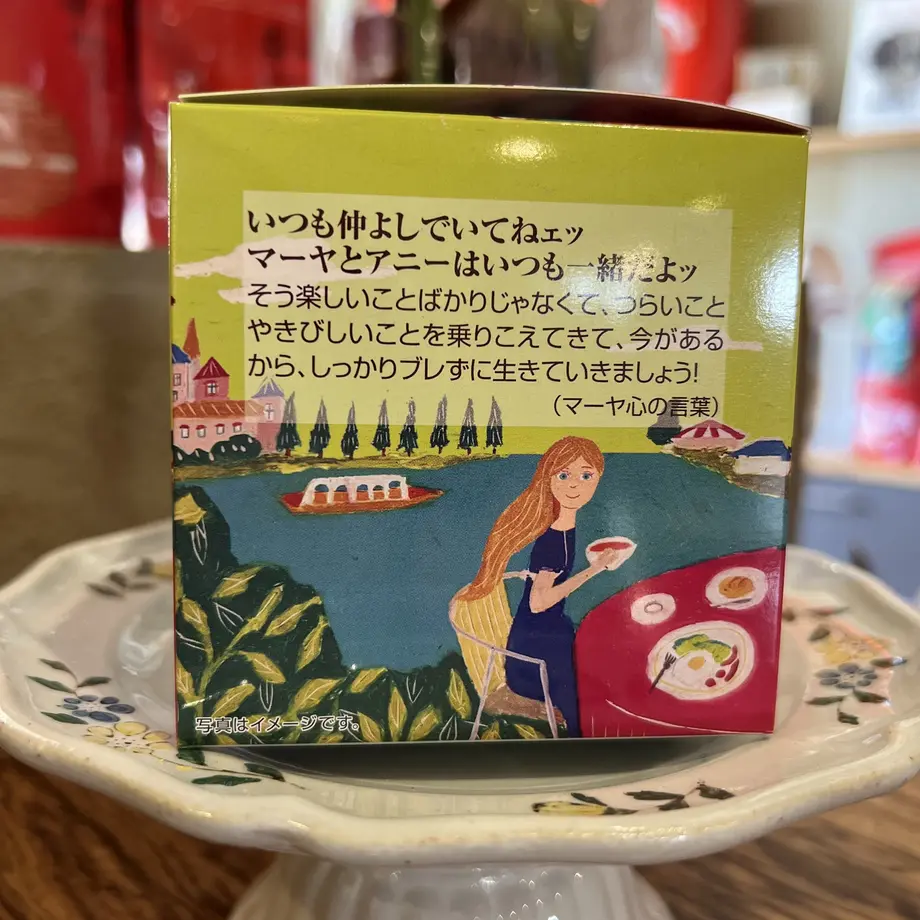 いつも仲よしでいてねェッ
マーヤとアニーはいつも一緒だよッ
そう楽しいことばかりじゃなくて、つらいこと
やきびしいことを乗りこえてきて、今がある
から、しっかりブレずに生きていきましょう!
（マーヤ心の言葉）
写真はイメージです。